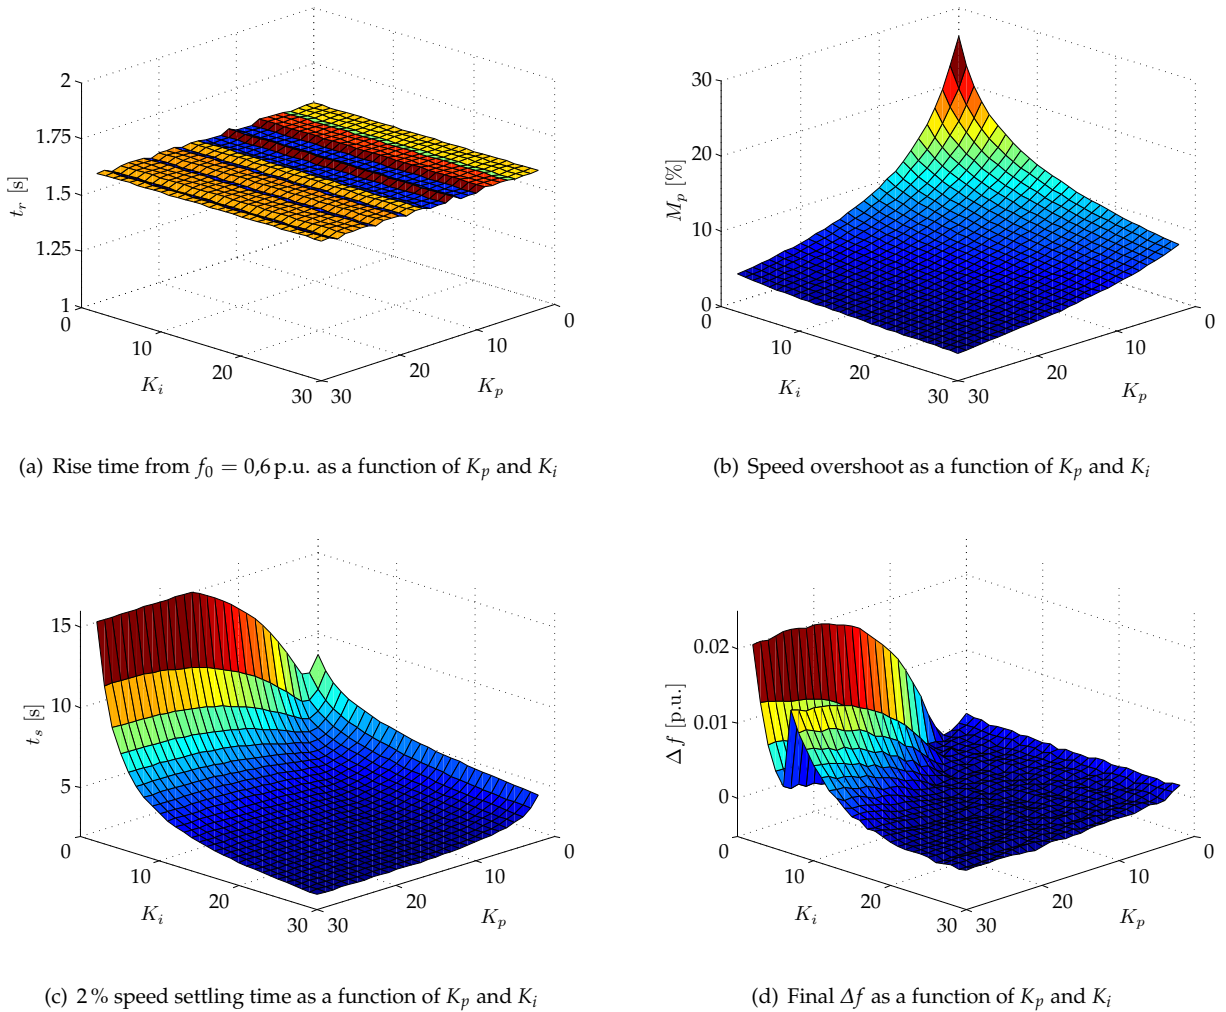 2
1.75
1.5
1.25
1
0
10
20
30
30
20
10
0
t_r [s]
K_i
K_p
(a) Rise time from f_0 = 0,6 p.u. as a function of K_p and K_i
30
20
10
0
0
10
20
30
30
20
10
0
M_p [%]
K_i
K_p
(b) Speed overshoot as a function of K_p and K_i
15
10
5
0
10
20
30
30
20
10
0
t_s [s]
K_i
K_p
(c) 2 % speed settling time as a function of K_p and K_i
0.02
0.01
0
0
10
20
30
30
20
10
0
Δf [p.u.]
K_i
K_p
(d) Final Δf as a function of K_p and K_i